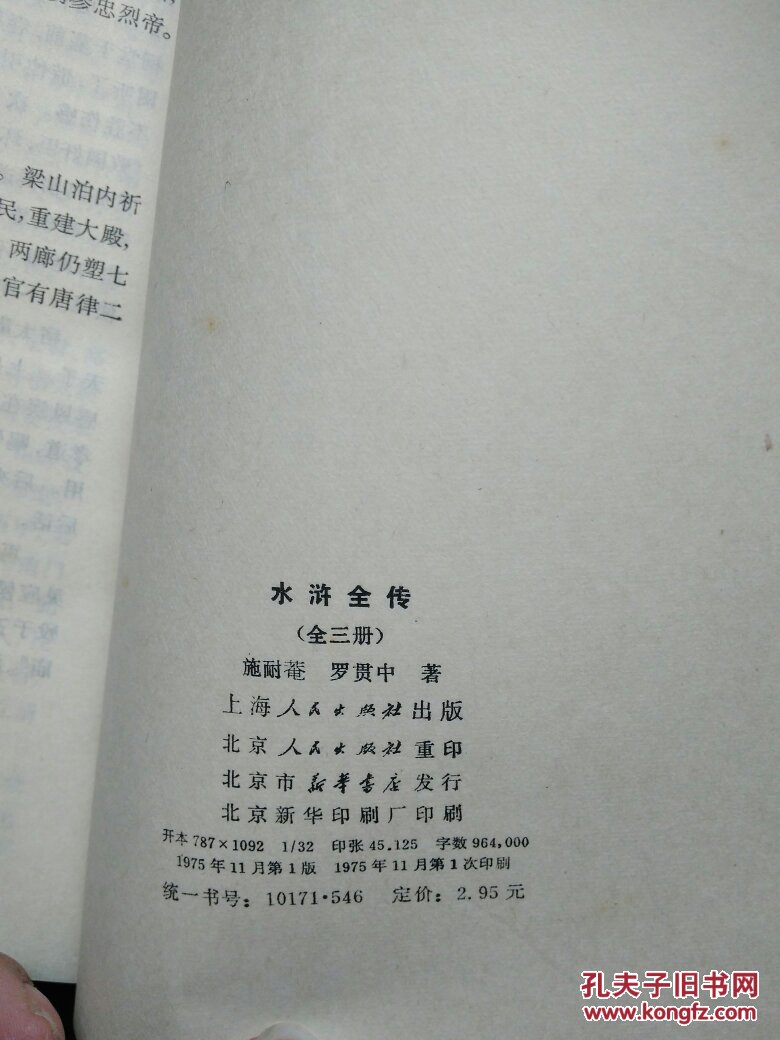 参忠烈帝。
梁山泊内祈
民,重建大殿,
两廊仍塑七
官有唐律二
水浒全传
(全三册)
施耐菴 罗贯中 著
上海人民出版社出版
北京人民出版社重印
北京市新华书店发行
北京新华印刷厂印刷
开本 787×1092 1/32 印张 45.125 字数 964,000
1975年11月第1版 1975年11月第1次印刷
统一书号: 10171·546 定价: 2.95 元
孔夫子旧书网
www.kongfz.com